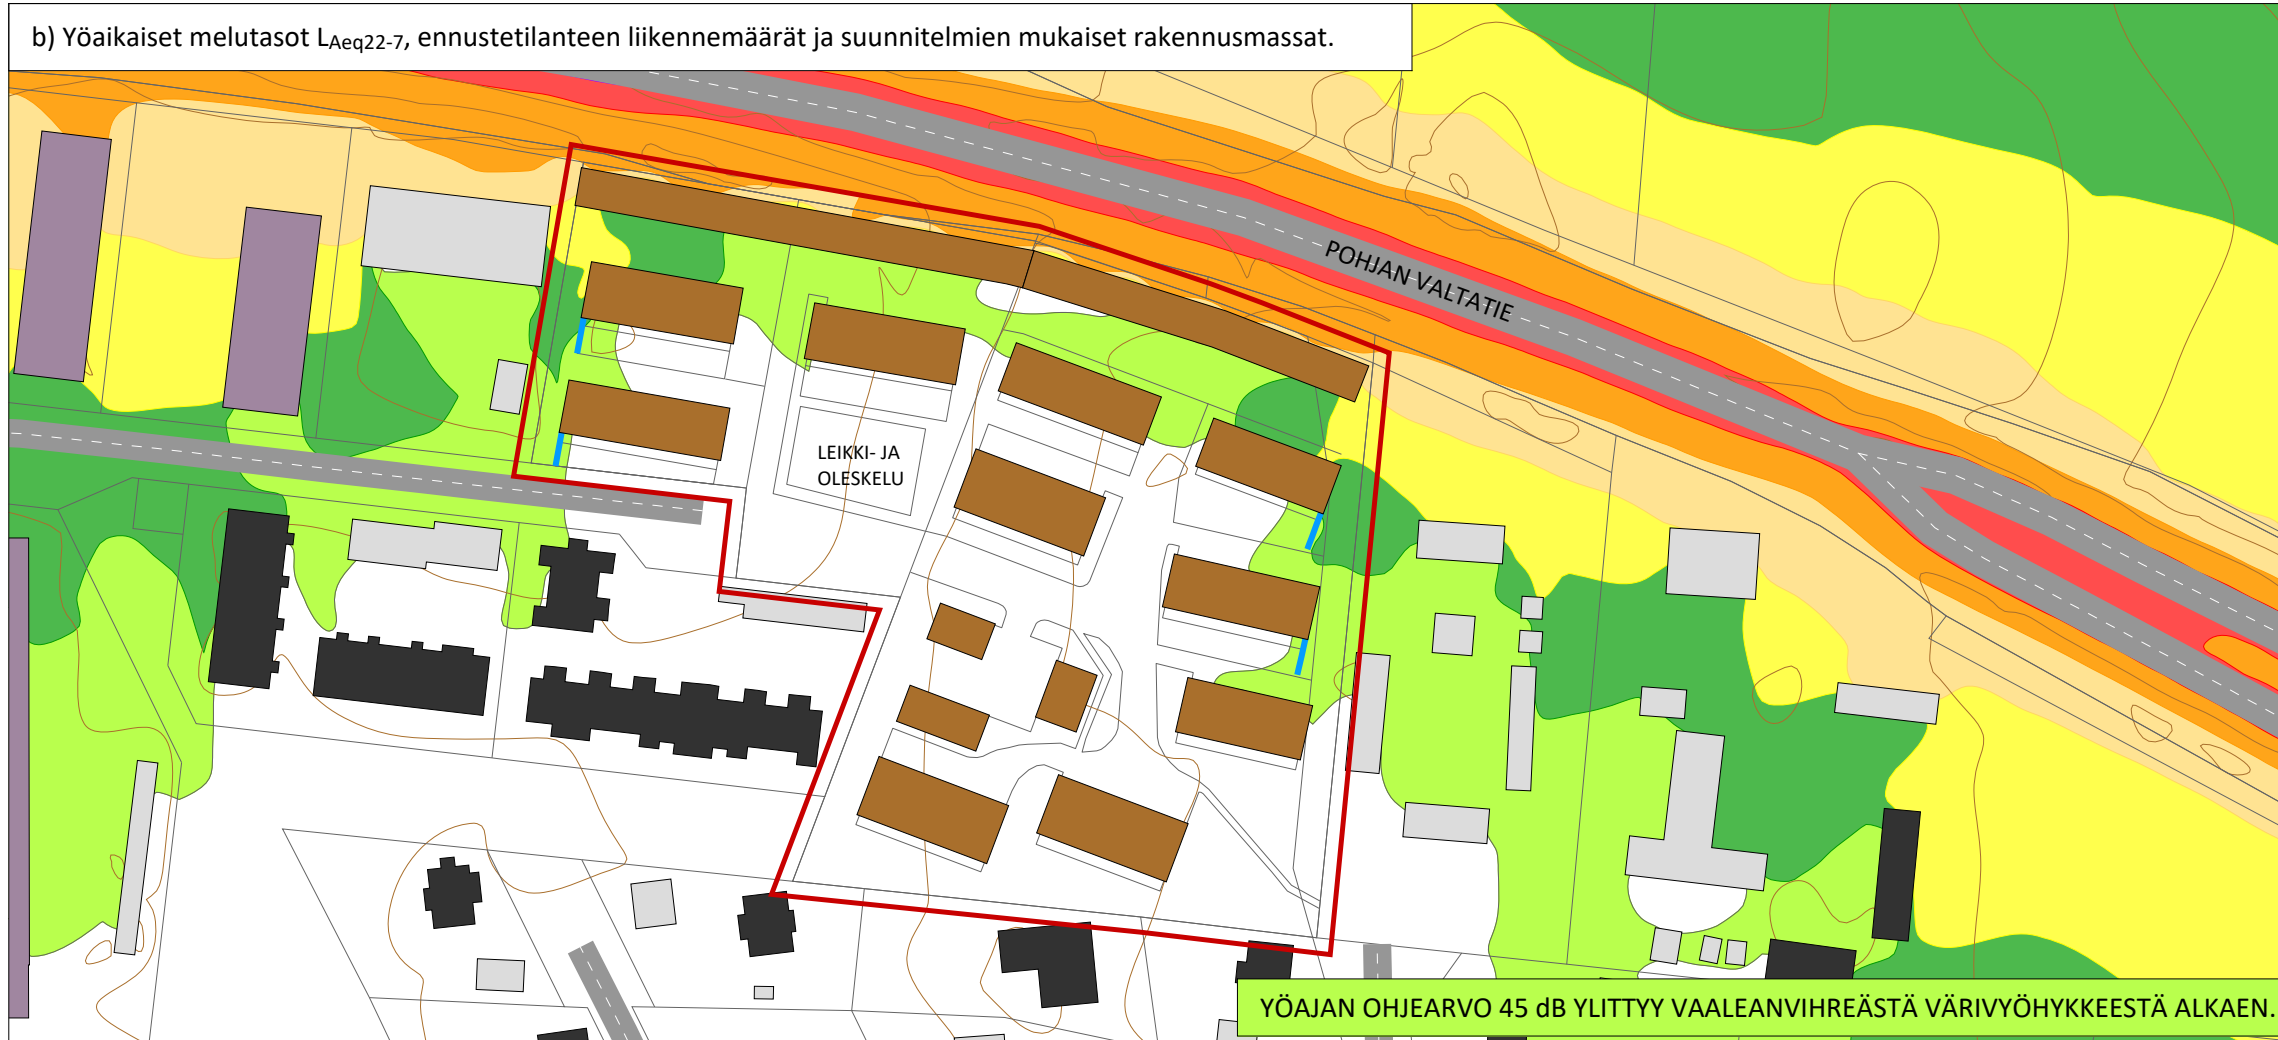 b) Yöaikaiset melutasot LAeq22-7, ennustetilanteen liikennemäärät ja suunnitelmien mukaiset rakennusmassat.
POHJAN VALTATIE
LEIKKI- JA
OLESKELU
YÖAJAN OHJEARVO 45 dB YLITTYY VAALEANVIHREÄSTÄ VÄRIVYÖHYKKEESTÄ ALKAEN.